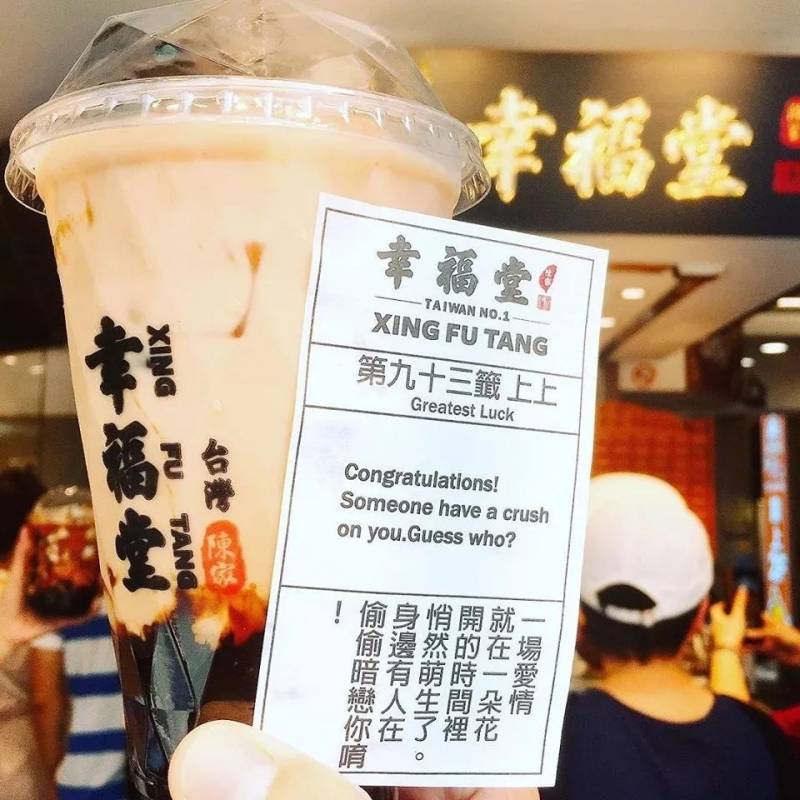 幸福堂
幸福堂
XING FU TANG
台灣
陳家
幸福堂
TAIWAN NO.1
XING FU TANG
第九十三籤 上上
Greatest Luck
Congratulations!
Someone have a crush
on you.Guess who?
一場愛情
就在一朵花
開的時間裡
悄然萌生了。
身邊有人在
偷偷暗戀你唷
！